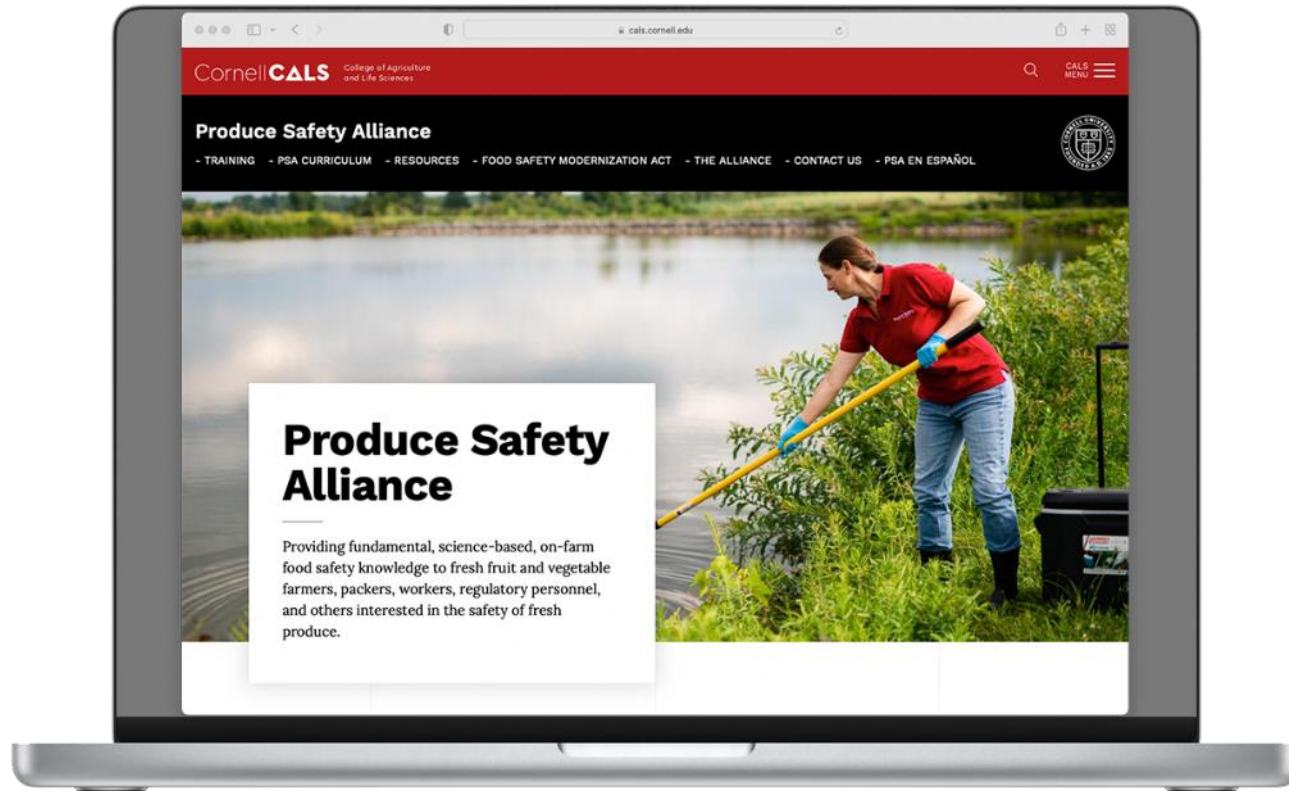 cals.cornell.edu
CornellCALS College of Agriculture
and Life Sciences
CALS
MENU
Produce Safety Alliance
- TRAINING - PSA CURRICULUM - RESOURCES - FOOD SAFETY MODERNIZATION ACT - THE ALLIANCE - CONTACT US - PSA EN ESPAÑOL
Produce Safety
Alliance
Providing fundamental, science-based, on-farm
food safety knowledge to fresh fruit and vegetable
farmers, packers, workers, regulatory personnel,
and others interested in the safety of fresh
produce.